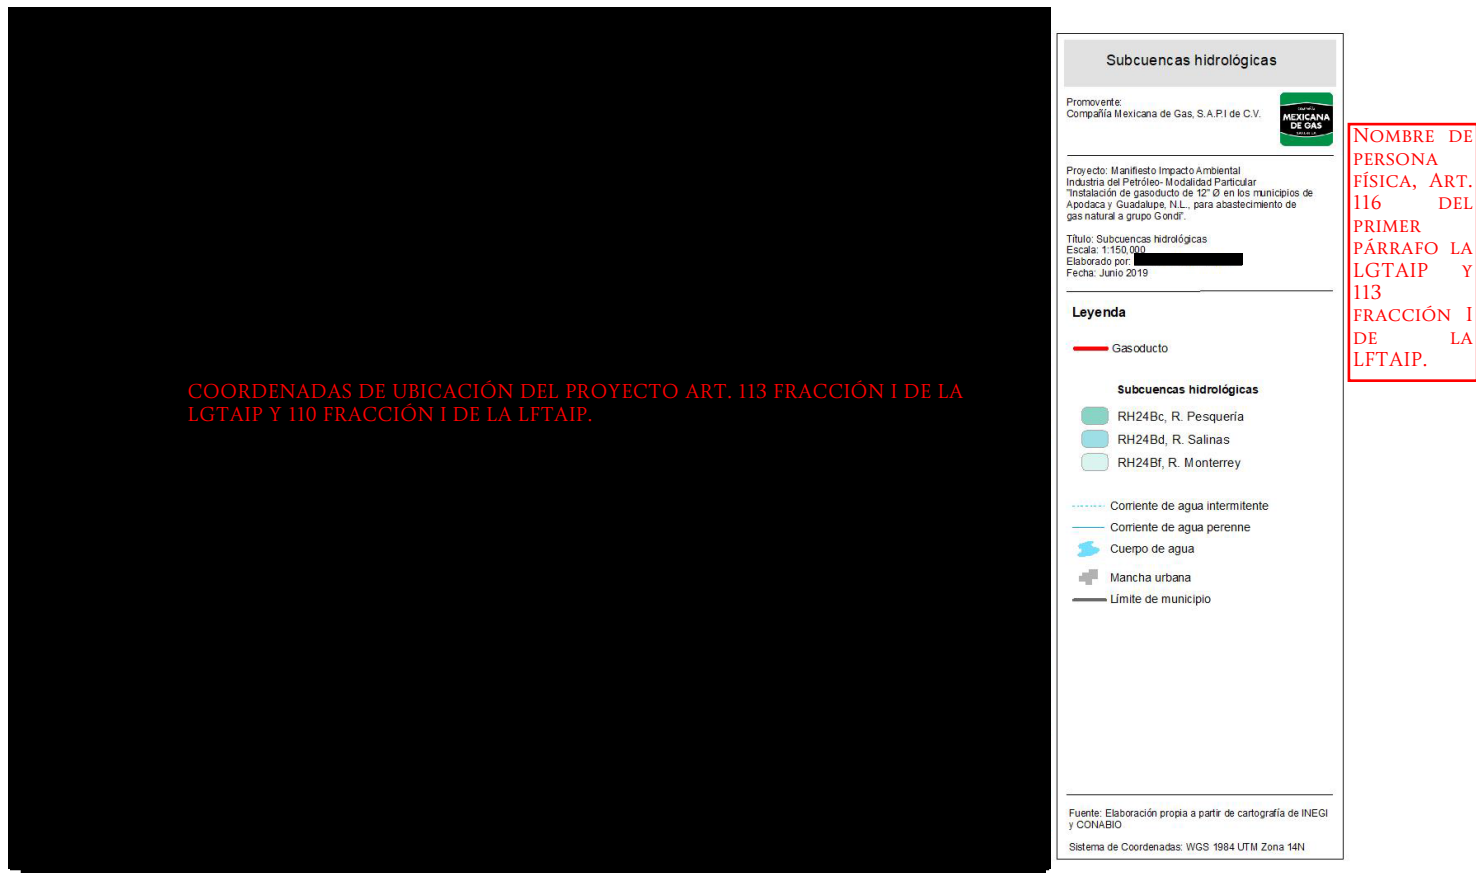 COORDENADAS DE UBICACIÓN DEL PROYECTO ART. 113 FRACCIÓN I DE LA
LGTAIP Y 110 FRACCIÓN I DE LA LFTAIP.
Subcuencas hidrológicas
Promovente:
Compañía Mexicana de Gas, S.A.P.I de C.V.
MEXICANA
DE GAS
Proyecto: Manifiesto Impacto Ambiental
Industria del Petróleo- Modalidad Particular
"Instalación de gasoducto de 12" Ø en los municipios de
Apodaca y Guadalupe, N.L., para abastecimiento de
gas natural a grupo Gondi".
Título: Subcuencas hidrológicas
Escala: 1:150,000
Elaborado por:
Fecha: Junio 2019
Leyenda
Gasoducto
Subcuencas hidrológicas
RH24Bc, R. Pesquería
RH24Bd, R. Salinas
RH24Bf, R. Monterrey
Corriente de agua intermitente
Corriente de agua perenne
Cuerpo de agua
Mancha urbana
Límite de municipio
Fuente: Elaboración propia a partir de cartografía de INEGI
y CONABIO
Sistema de Coordenadas: WGS 1984 UTM Zona 14N
NOMBRE DE
PERSONA
FÍSICA, ART.
116 DEL
PRIMER
PÁRRAFO LA
LGTAIP Y
113
FRACCIÓN I
DE LA
LFTAIP.